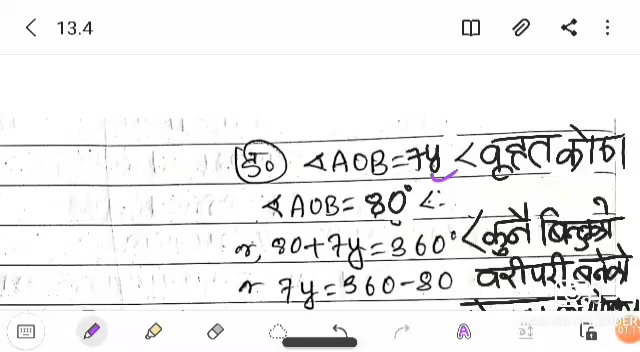 13.4
ञ ∢AOB=7y <वृहत कोण
∢AOB=80° <:
or, 80+7y=360° <कुनै बिन्दुको
or 7y=360-80 वरीपरी बनेको